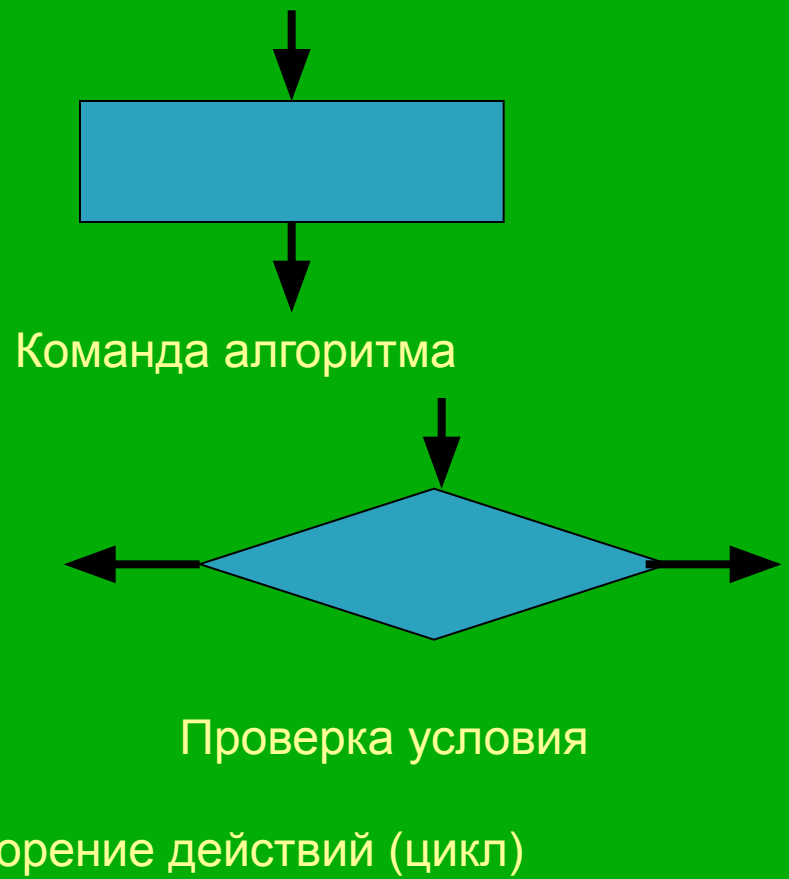 Команда алгоритма
Проверка условия
орение действий (цикл)